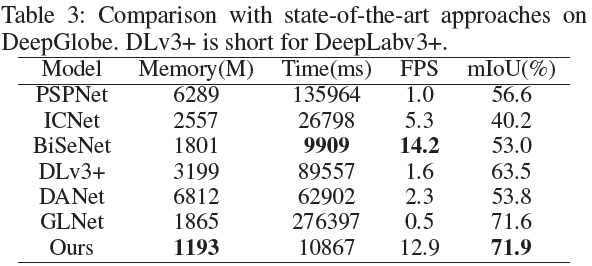 Table 3: Comparison with state-of-the-art approaches on
DeepGlobe. DLv3+ is short for DeepLabv3+.
Model Memory(M) Time(ms) FPS mIoU(%)
PSPNet 6289 135964 1.0 56.6
ICNet 2557 26798 5.3 40.2
BiSeNet 1801 9909 14.2 53.0
DLv3+ 3199 89557 1.6 63.5
DANet 6812 62902 2.3 53.8
GLNet 1865 276397 0.5 71.6
Ours 1193 10867 12.9 71.9